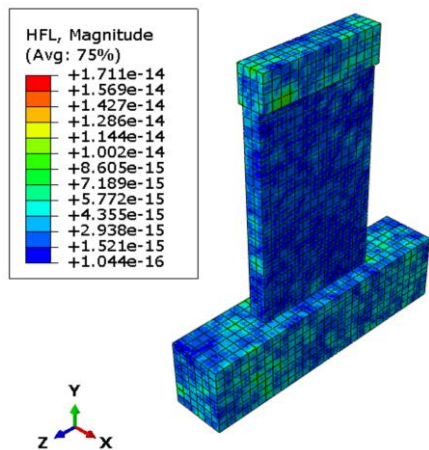 HFL, Magnitude
(Avg: 75%)
+1.711e-14
+1.569e-14
+1.427e-14
+1.286e-14
+1.144e-14
+1.002e-14
+8.605e-15
+7.189e-15
+5.772e-15
+4.355e-15
+2.938e-15
+1.521e-15
+1.044e-16
Y
Z
X